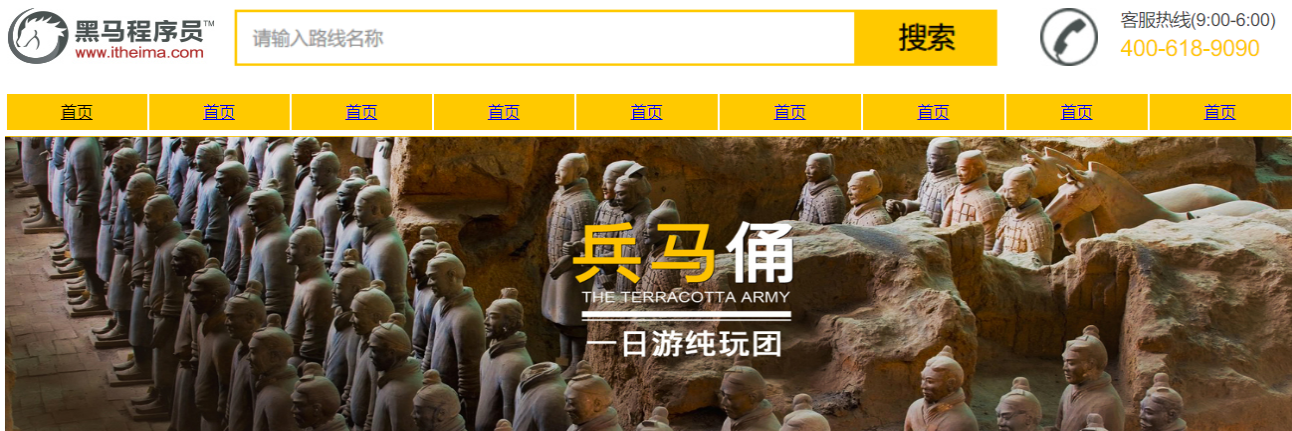 黑马程序员™
www.itheima.com
请输入路线名称
搜索
客服热线(9:00-6:00)
400-618-9090
首页 首页 首页 首页 首页 首页 首页 首页 首页
兵马俑
THE TERRACOTTA ARMY
一日游纯玩团